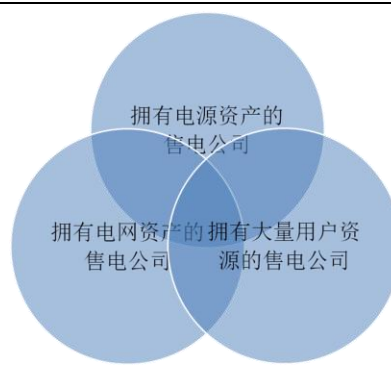 拥有电源资产的
售电公司
拥有电网资产的
售电公司
拥有大量用户资
源的售电公司